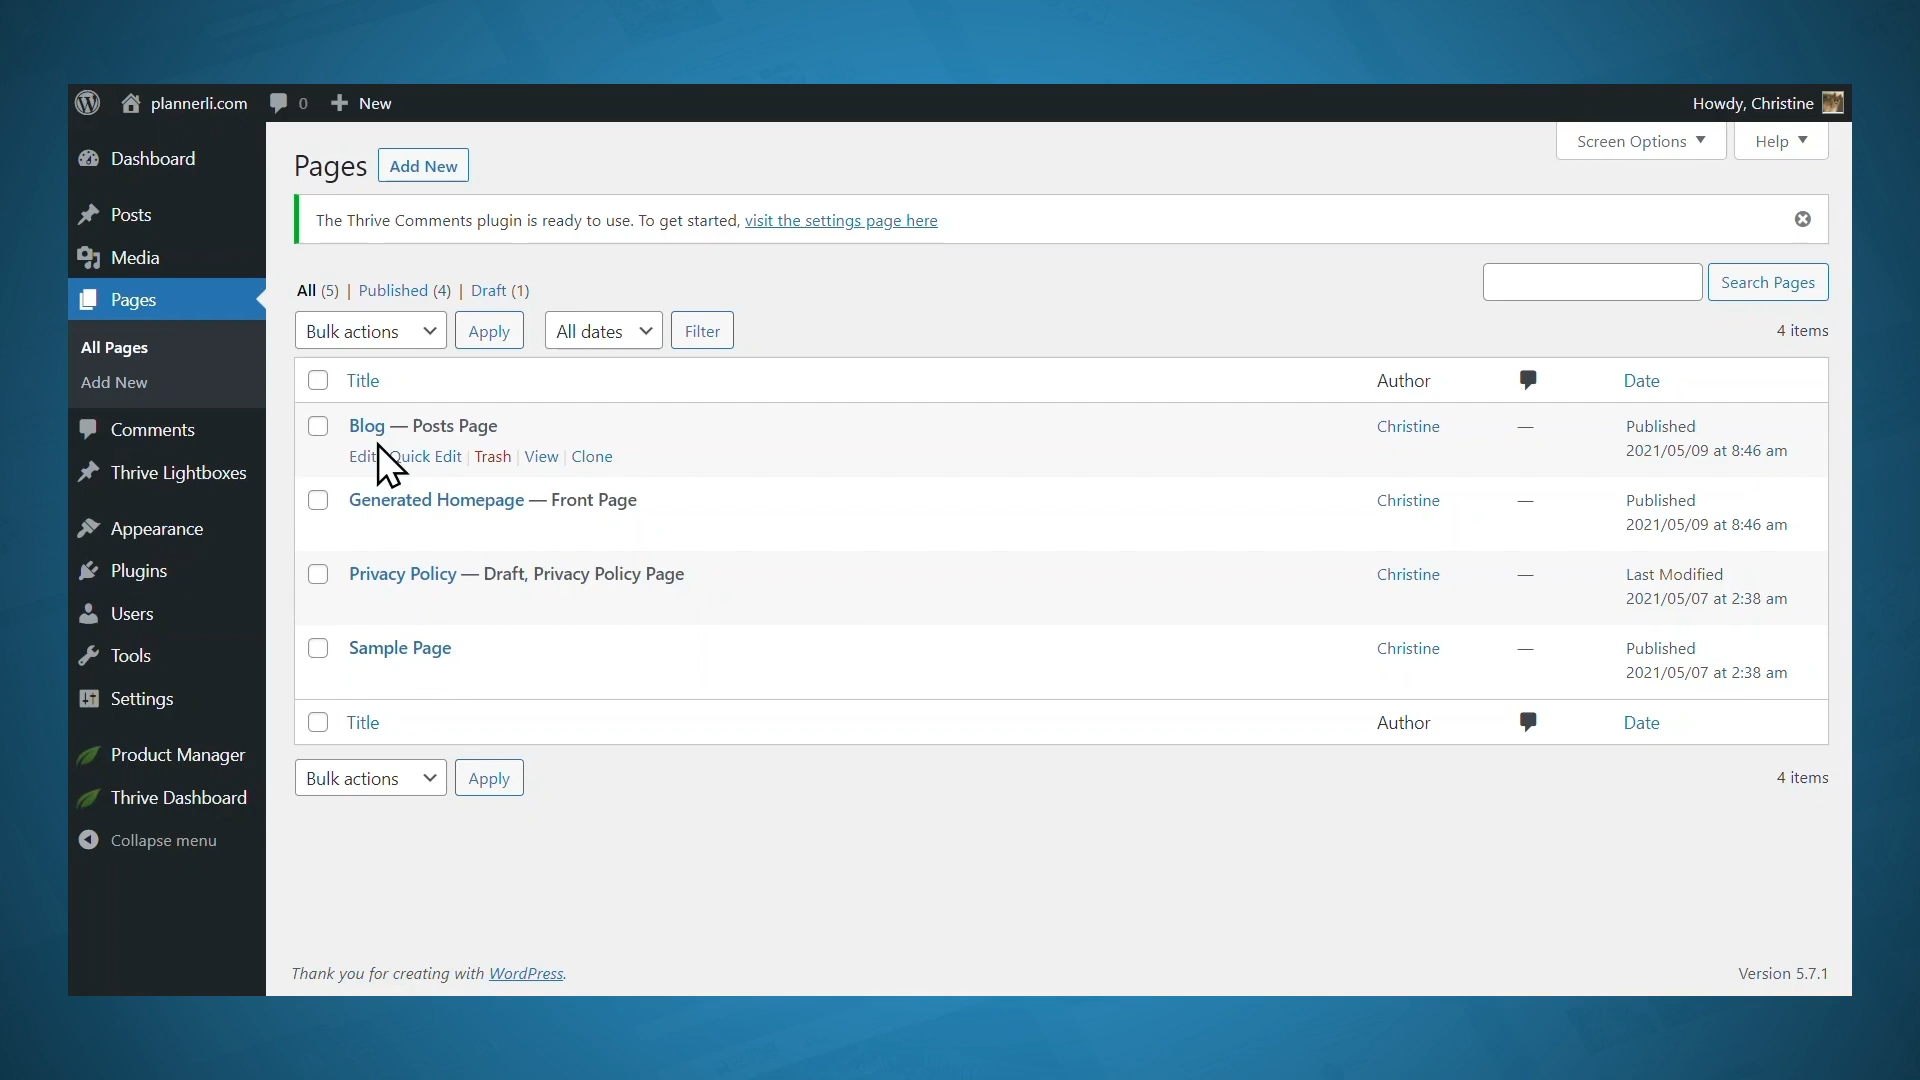 plannerli.com 0 New Howdy, Christine
Dashboard
Posts
Media
Pages
All Pages
Add New
Comments
Thrive Lightboxes
Appearance
Plugins
Users
Tools
Settings
Product Manager
Thrive Dashboard
Collapse menu
Screen Options Help
Pages Add New
The Thrive Comments plugin is ready to use. To get started, visit the settings page here
All (5) | Published (4) | Draft (1)
Search Pages
Bulk actions Apply All dates Filter 4 items
Title Author Date
Blog — Posts Page Christine — Published
2021/05/09 at 8:46 am
Edit Quick Edit | Trash | View | Clone
Generated Homepage — Front Page Christine — Published
2021/05/09 at 8:46 am
Privacy Policy — Draft, Privacy Policy Page Christine — Last Modified
2021/05/07 at 2:38 am
Sample Page Christine — Published
2021/05/07 at 2:38 am
Title Author Date
Bulk actions Apply 4 items
Thank you for creating with WordPress. Version 5.7.1